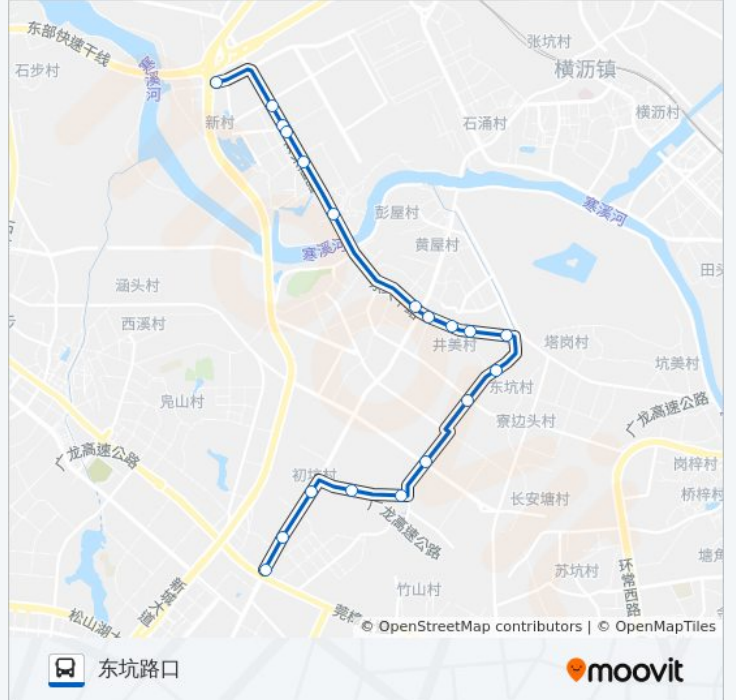 东部快速干线
张坑村
横沥镇
石步村
寒溪河
横沥村
新村
石涌村
彭屋村
寒溪河
黄屋村
寒溪河
涵头村
西溪村
井美村
塔岗村
坑美村
东坑村
凫山村
寮边头村
广龙高速公路
广龙高速公路
初坑村
岗梓村
长安塘村
桥梓村
广龙高速公路
苏坑村
竹山村
环常西路
新城大道
松山湖大
© OpenStreetMap contributors | © OpenMapTiles
东坑路口
moovit